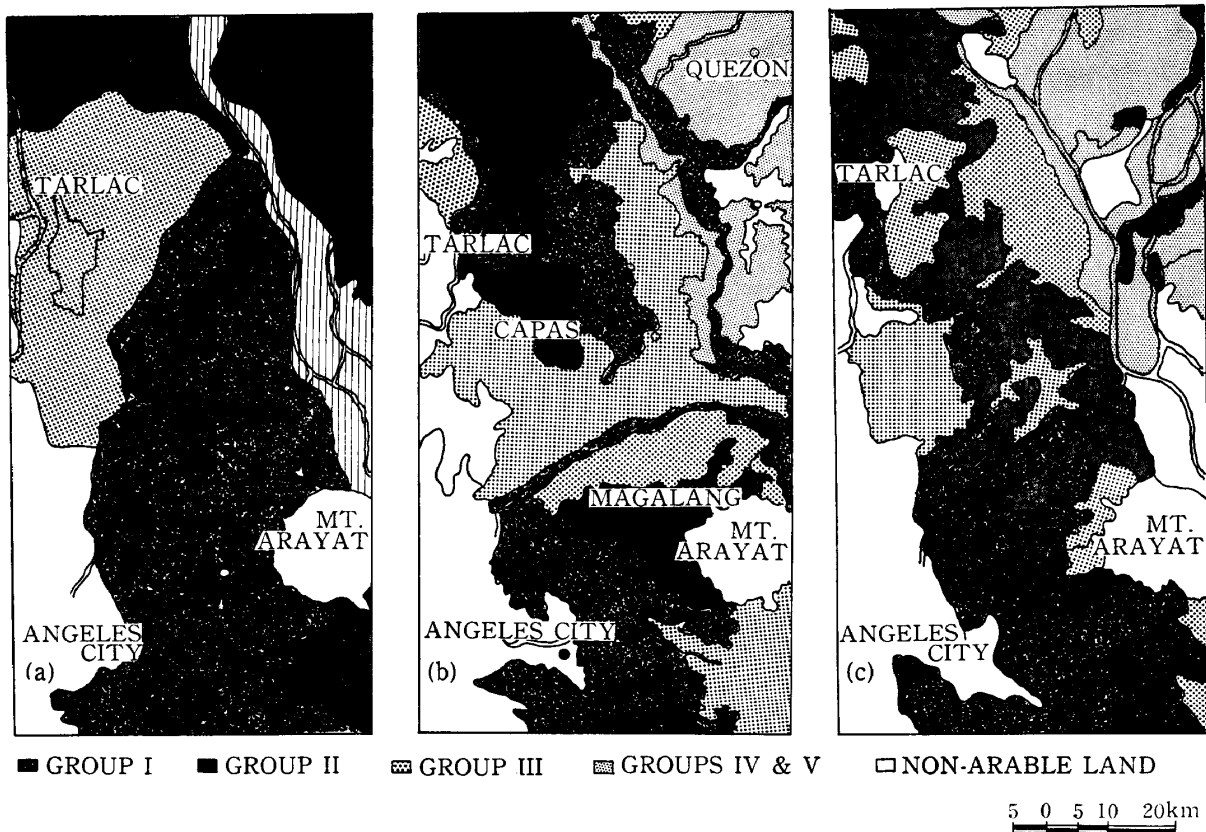 TARLAC
ANGELES
CITY
MT.
ARAYAT
(a)
QUEZON
TARLAC
CAPAS
MAGALANG
MT.
ARAYAT
ANGELES CITY
(b)
TARLAC
MT.
ARAYAT
ANGELES
CITY
(c)
GROUP I GROUP II GROUP III GROUPS IV & V NON-ARABLE LAND
5 0 5 10 20km